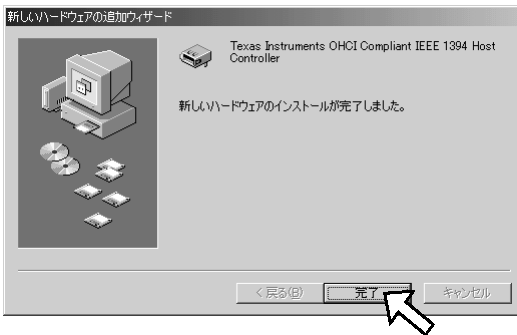 新しいハードウェアの追加ウィザード
Texas Instruments OHCI Compliant IEEE 1394 Host
Controller
新しいハードウェアのインストールが完了しました。
< 戻る(B)
完了
キャンセル